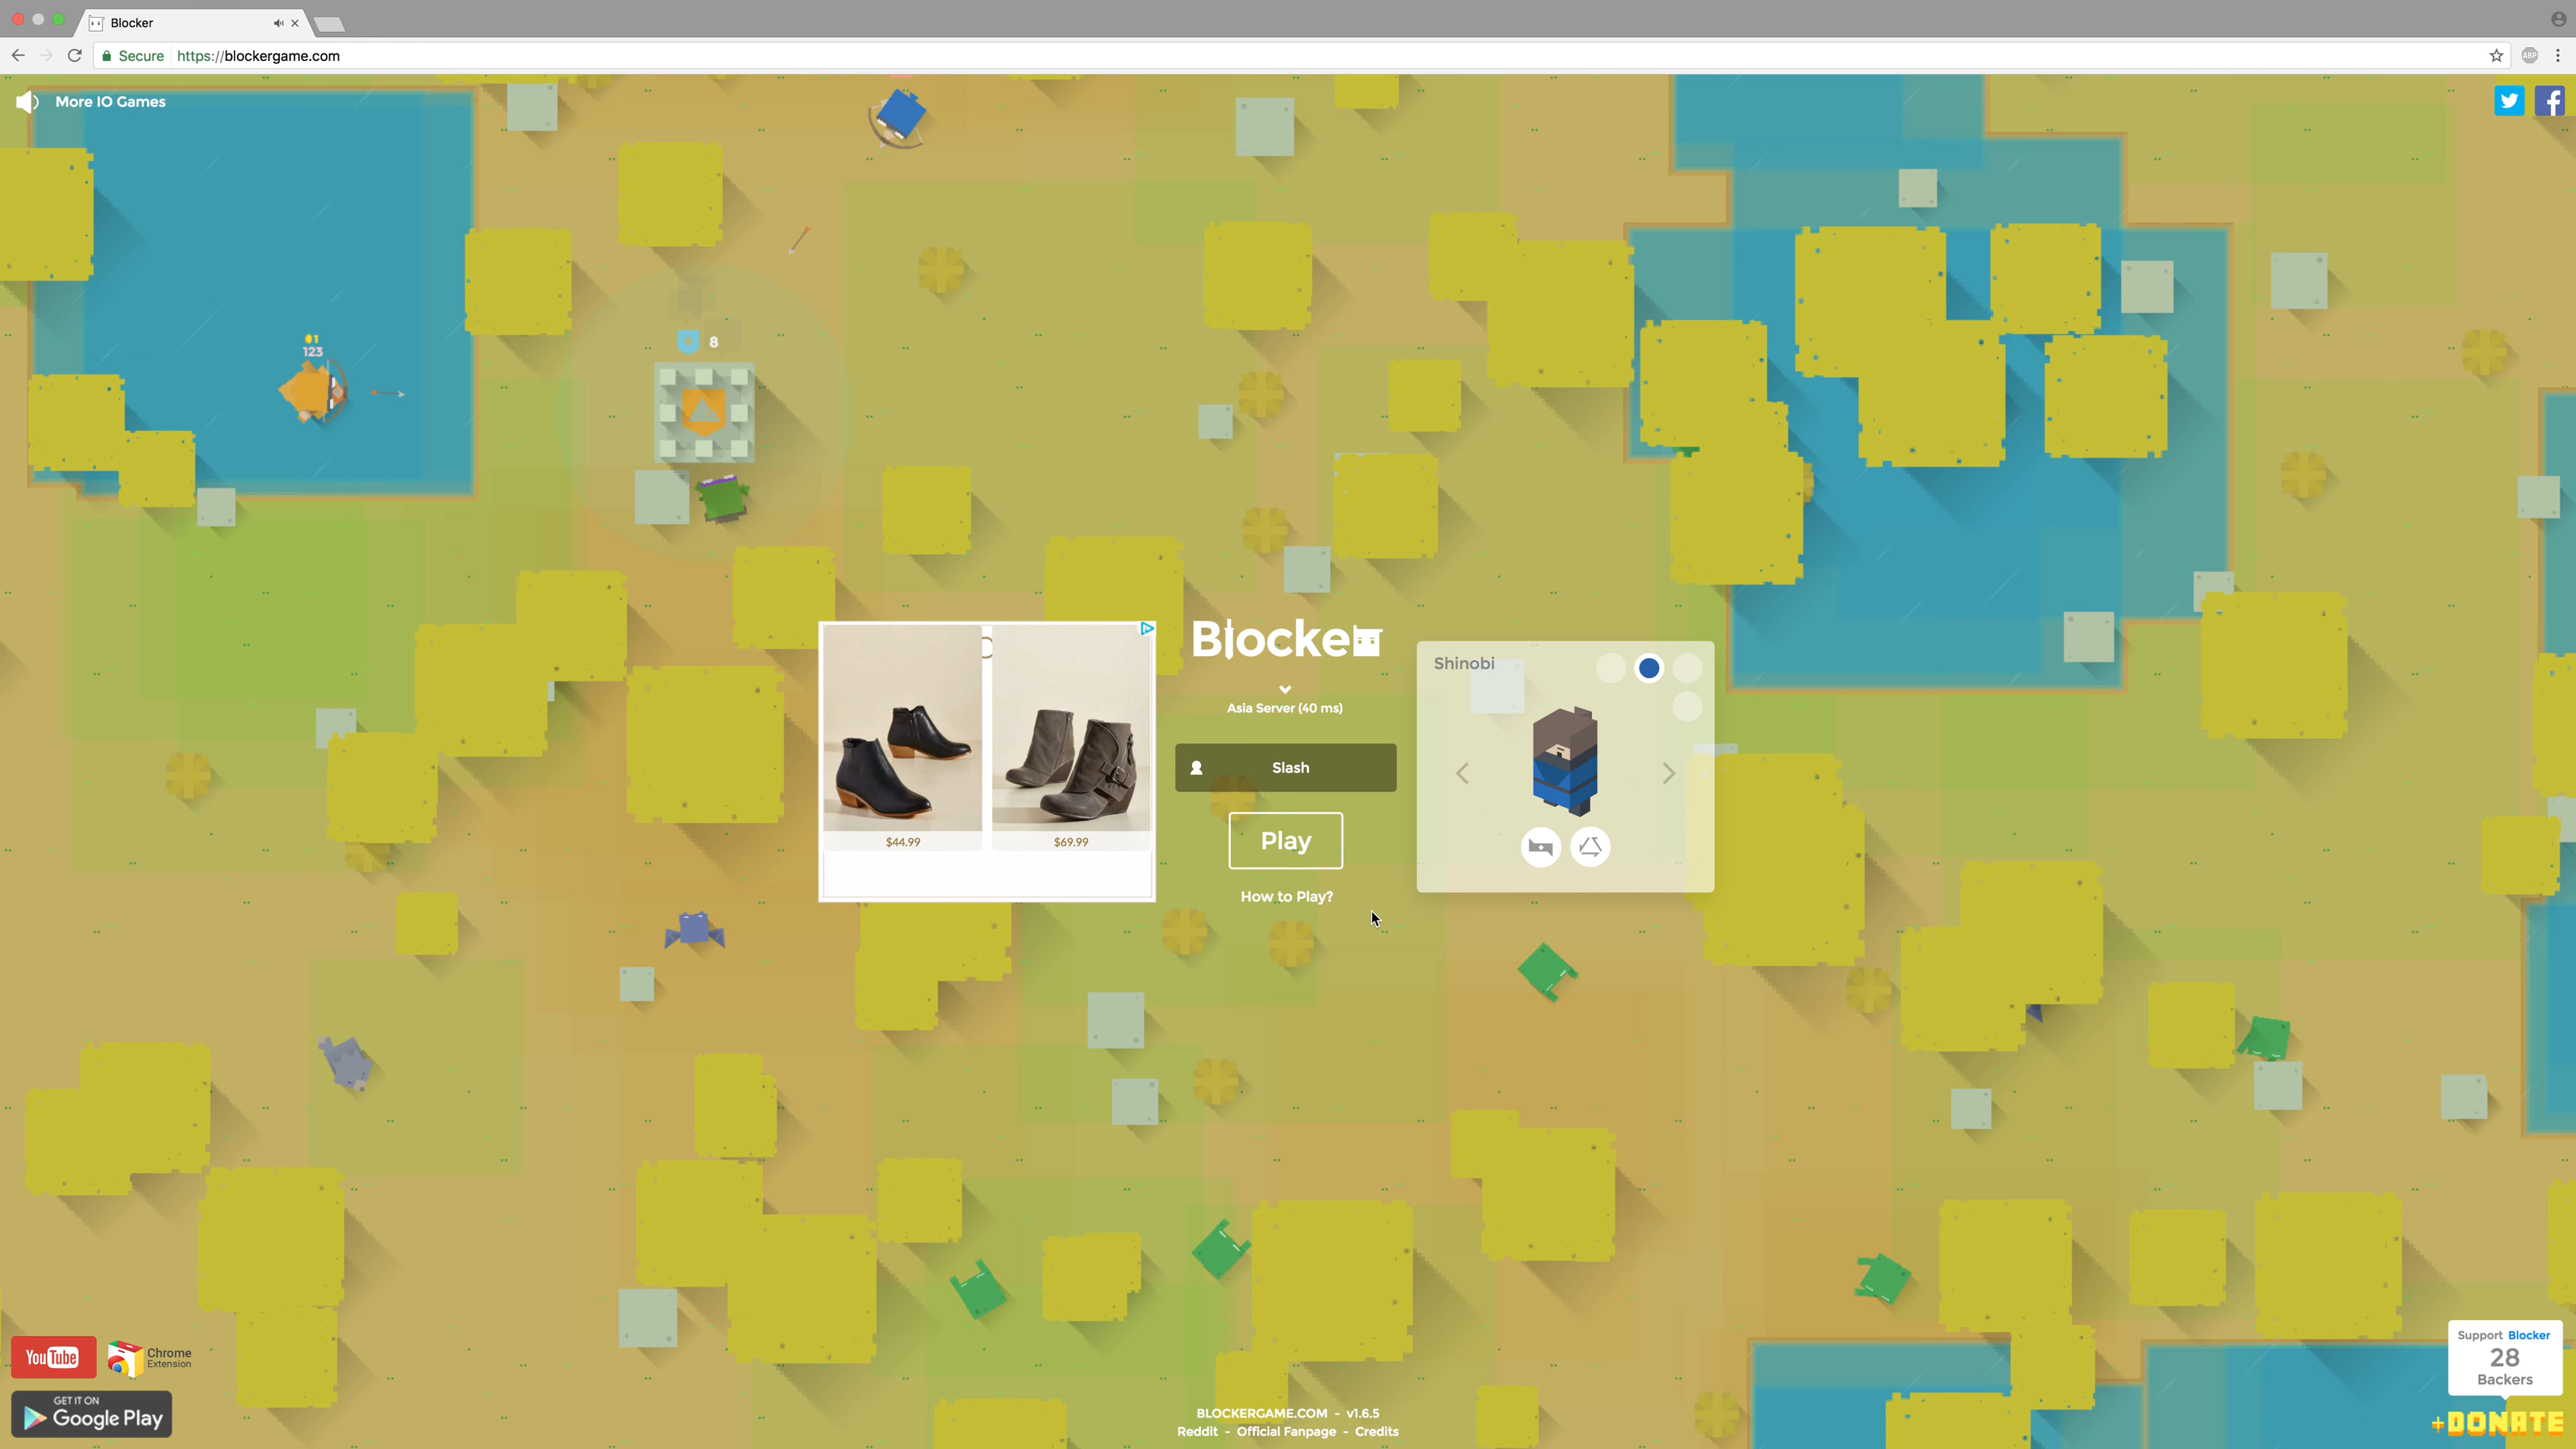 Blocker
Secure https://blockergame.com
ABP
More IO Games
#1
123
8
Blocker
Asia Server (40 ms)
Slash
Play
How to Play?
$44.99
$69.99
Shinobi
YouTube
Chrome
Extension
GET IT ON
Google Play
BLOCKERGAME.COM - v1.6.5
Reddit - Official Fanpage - Credits
Support Blocker
28
Backers
+DONATE